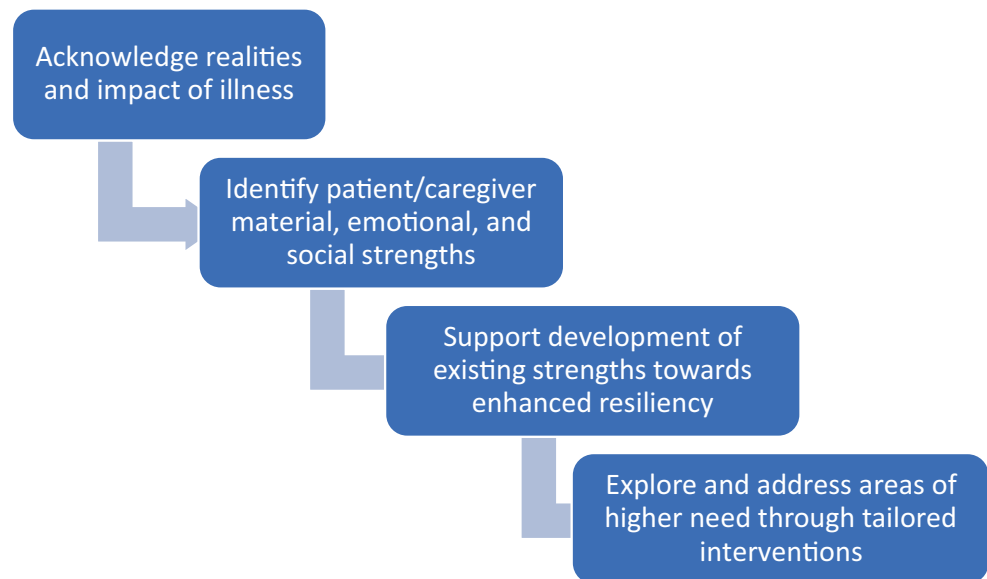 Acknowledge realities
and impact of illness
Identify patient/caregiver
material, emotional, and
social strengths
Support development of
existing strengths towards
enhanced resiliency
Explore and address areas of
higher need through tailored
interventions